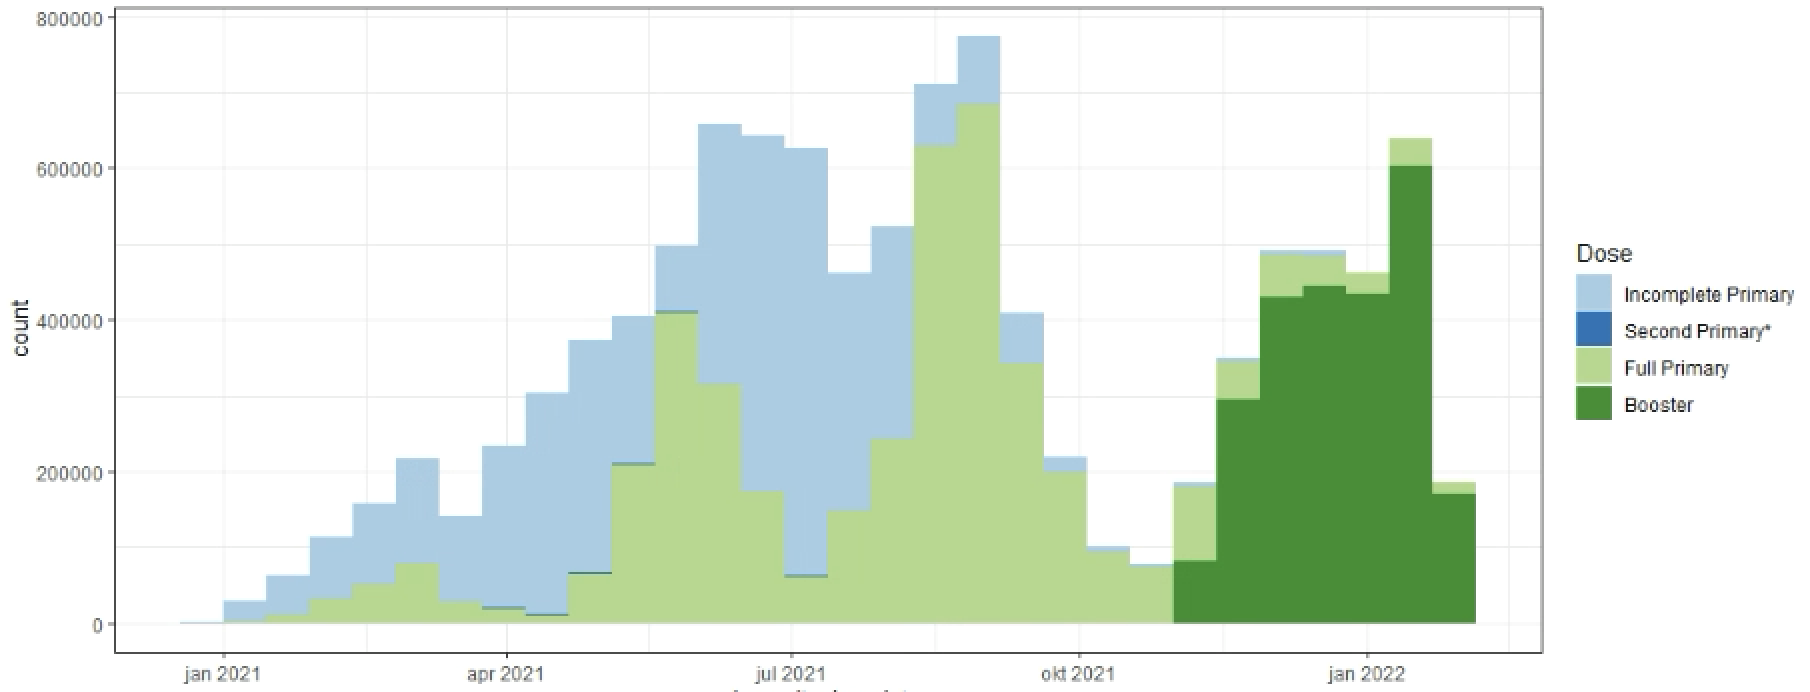 800000
600000
400000
200000
0
count
jan 2021
apr 2021
jul 2021
okt 2021
jan 2022
Dose
Incomplete Primary
Second Primary*
Full Primary
Booster